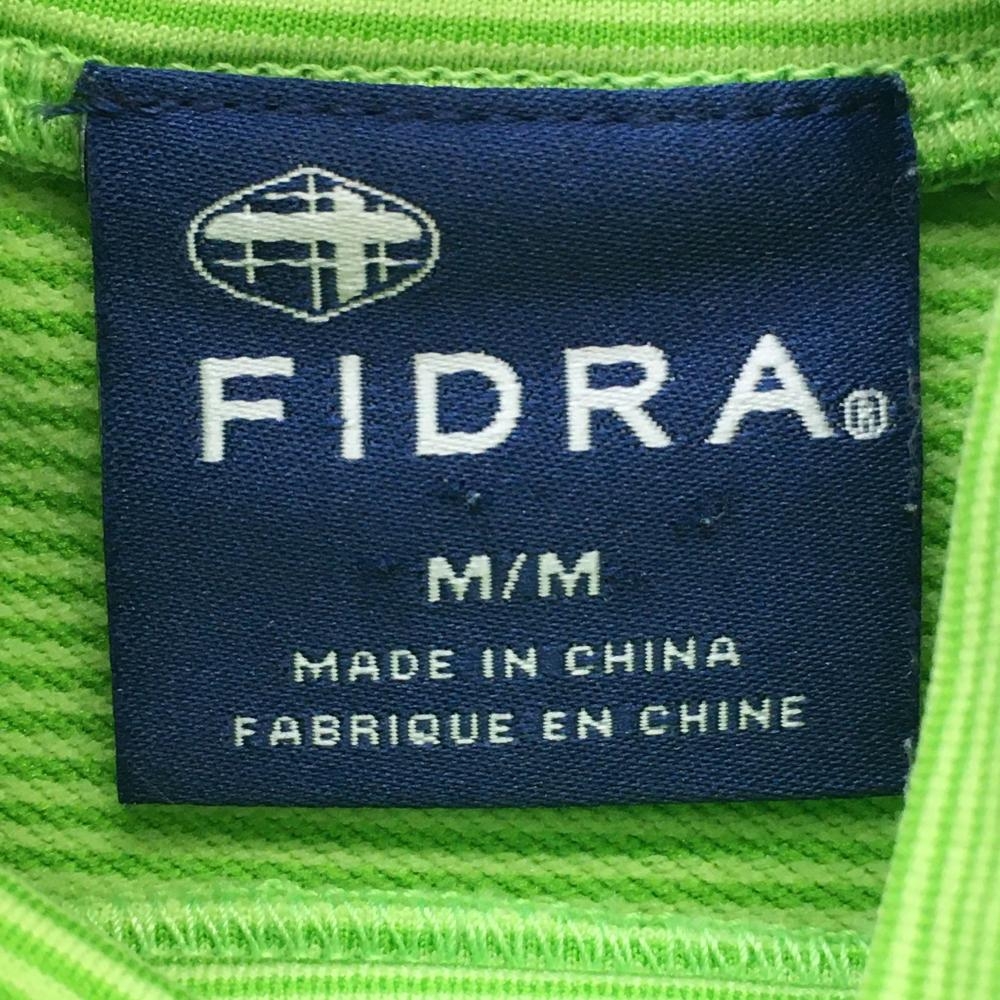 FIDRA®
M/M
MADE IN CHINA
FABRIQUE EN CHINE